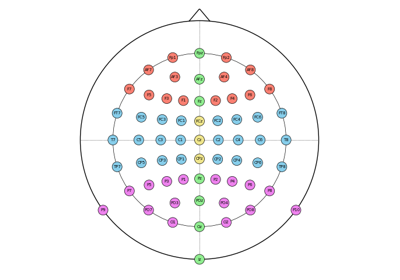 Fpz
Fp1 Fp2
AF7 AF8
AF3 AFz AF4
F7 F8
F5 F3 F1 Fz F2 F4 F6
FT7 FT8
FC5 FC3 FC1 FCz FC2 FC4 FC6
T7 C5 C3 C1 Cz C2 C4 C6 T8
TP7 CP5 CP3 CP1 CPz CP2 CP4 CP6 TP8
P7 P5 P3 P1 Pz P2 P4 P6 P8
PO3 POz PO4
P9 PO7 PO8 P10
O1 Oz O2
Iz